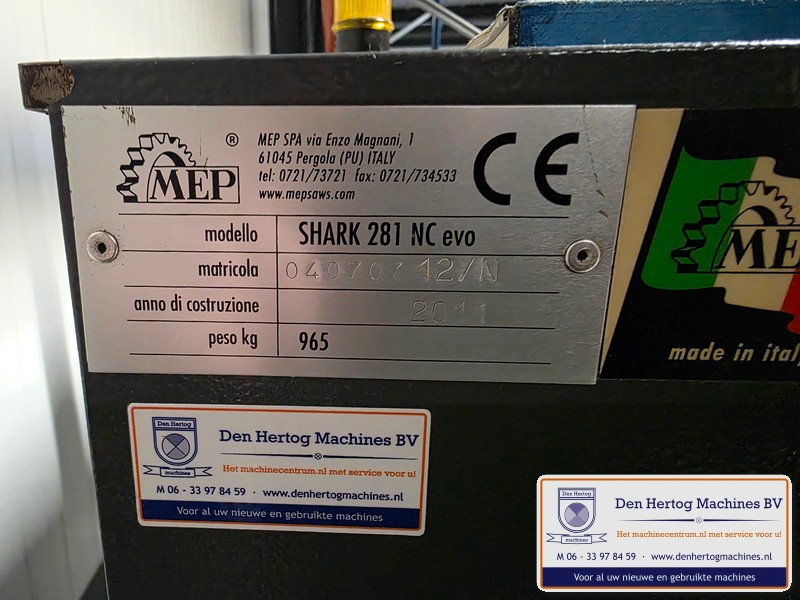 MEP ®
MEP SPA via Enzo Magnani, 1
61045 Pergola (PU) ITALY
tel: 0721/73721 fax: 0721/734533
www.mepsaws.com
CE
modello SHARK 281 NC evo
matricola 040707 12/N
anno di costruzione 2011
peso kg 965
MEP
made in italy
Den Hertog
machines
Den Hertog Machines BV
Het machinecentrum.nl met service voor u!
M 06 - 33 97 84 59 · www.denhertogmachines.nl
Voor al uw nieuwe en gebruikte machines
Den Hertog
machines
Den Hertog Machines BV
Het machinecentrum.nl met service voor u!
M 06 - 33 97 84 59 · www.denhertogmachines.nl
Voor al uw nieuwe en gebruikte machines